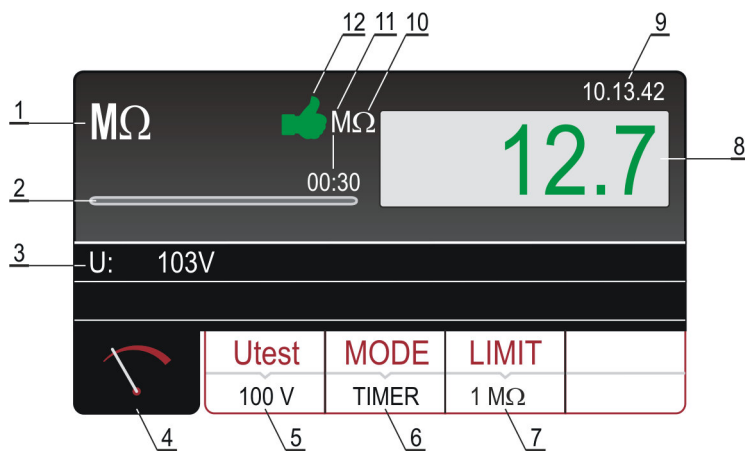 12 11 10 9
10.13.42
1 MΩ MΩ 12.7 8
00:30
2
3 U: 103V
Utest MODE LIMIT
100 V TIMER 1 MΩ
4 5 6 7